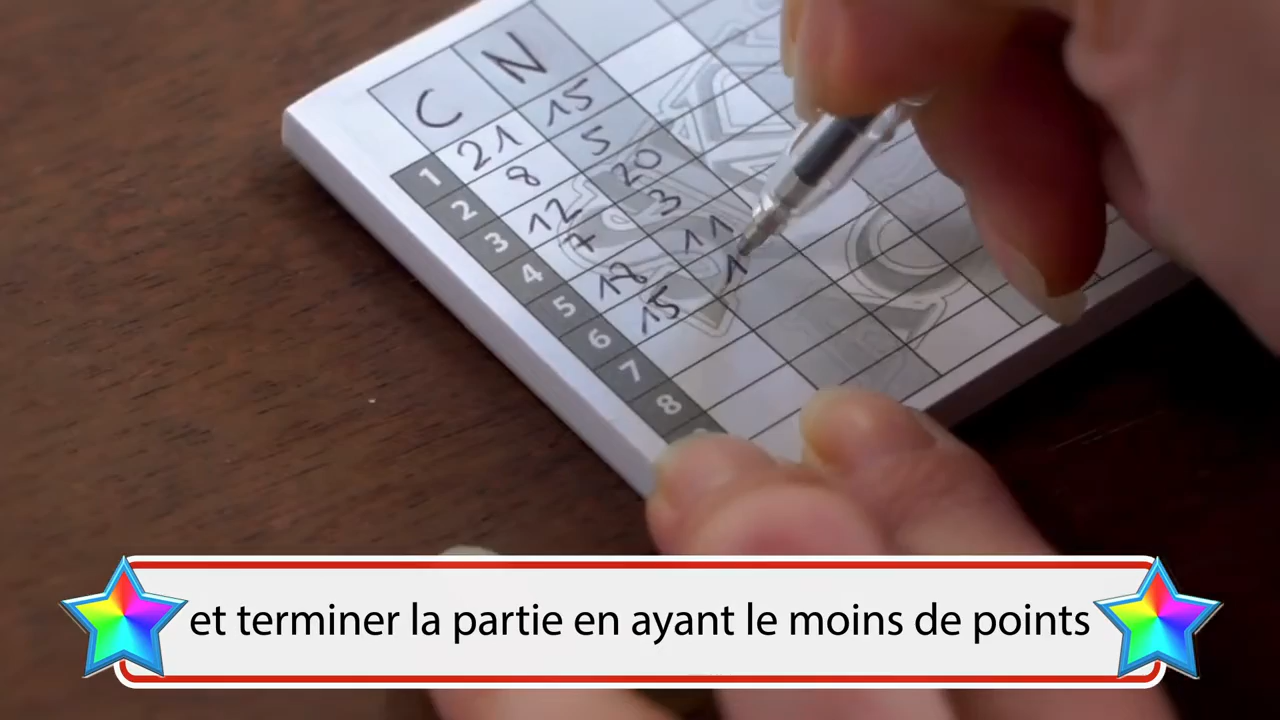 C N
1 21 15
2 8 5
3 12 20
4 7 3
5 18 11
6 15 1
7
8
et terminer la partie en ayant le moins de points